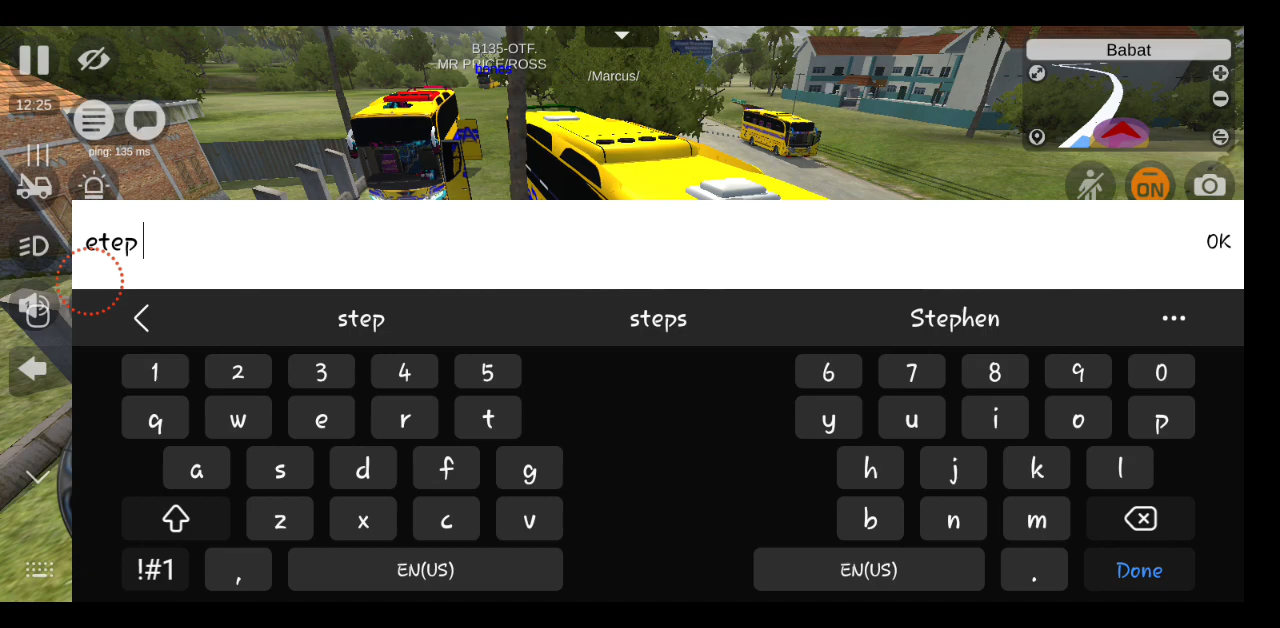 B135-OTF.
MR PRICE/ROSS
bones
/Marcus/
Babat
12:25
ping: 135 ms
ON
etep
OK
step steps Stephen
1 2 3 4 5 6 7 8 9 0
q w e r t y u i o p
a s d f g h j k l
z x c v b n m
!#1 , EN(US) EN(US) . Done